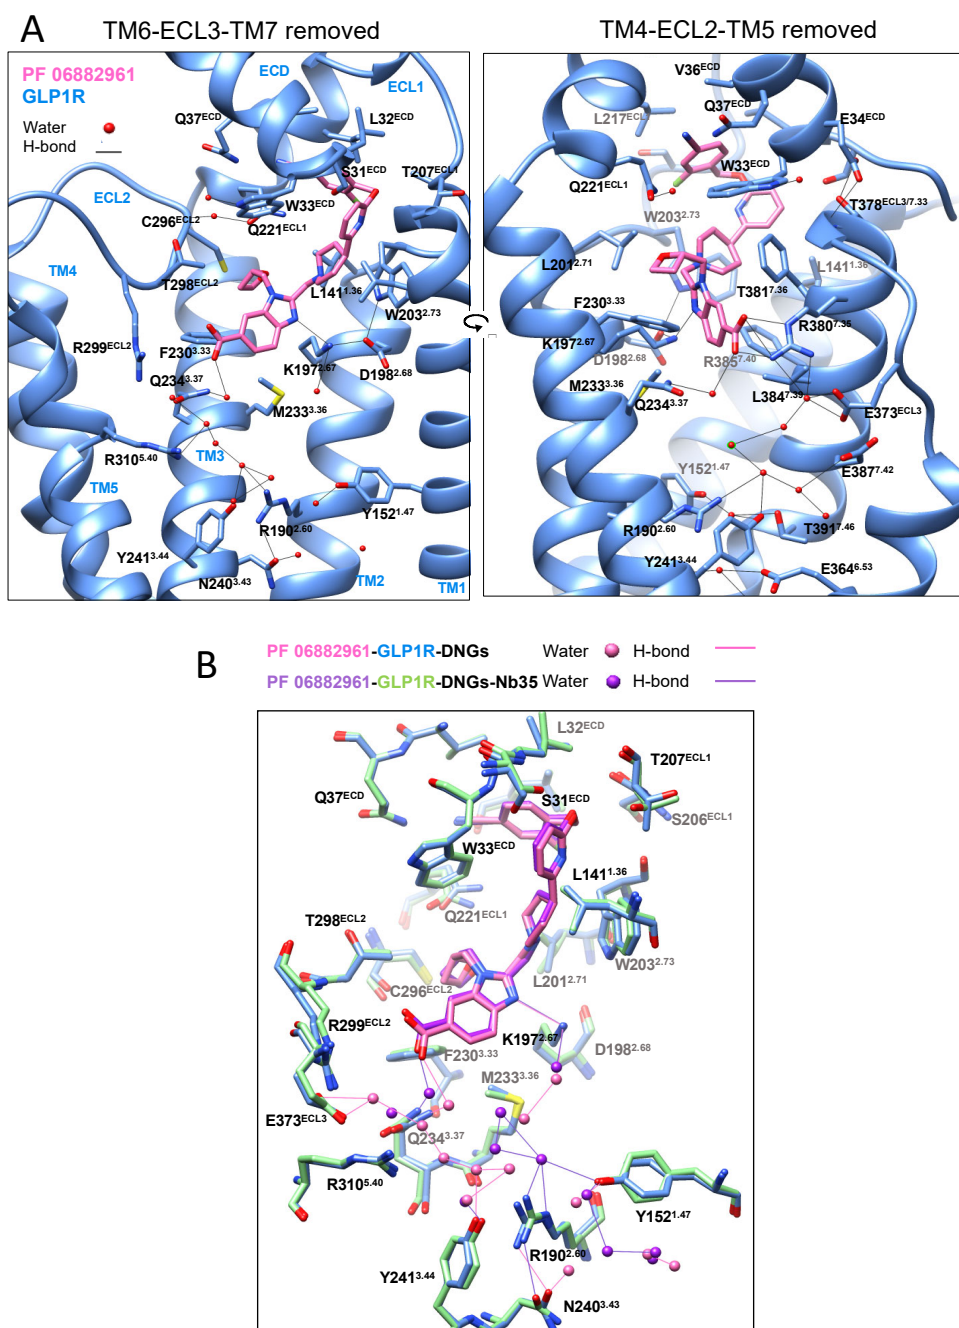 A
TM6-ECL3-TM7 removed
TM4-ECL2-TM5 removed
PF 06882961
GLP1R
Water
H-bond
ECD
ECL1
Q37ECD
L32ECD
S31ECD
T207ECL1
ECL2
W33ECD
C296ECL2
Q221ECL1
TM4
T298ECL2
L1411.36
W2032.73
R299ECL2
F2303.33
K1972.67
D1982.68
Q2343.37
M2333.36
R3105.40
TM3
TM5
Y1521.47
R1902.60
Y2413.44
N2403.43
TM2
TM1
V36ECD
Q37ECD
L217ECL1
E34ECD
W33ECD
Q221ECL1
T378ECL3/7.33
W2032.73
L2012.71
L1411.36
T3817.36
F2303.33
R3807.35
K1972.67
D1982.68
R3857.40
M2333.36
L3847.39
Q2343.37
E373ECL3
Y1521.47
E3877.42
R1902.60
T3917.46
Y2413.44
E3646.53
B
PF 06882961-GLP1R-DNGs Water H-bond
PF 06882961-GLP1R-DNGs-Nb35 Water H-bond
L32ECD
T207ECL1
Q37ECD
S31ECD
S206ECL1
W33ECD
L1411.36
Q221ECL1
T298ECL2
W2032.73
L2012.71
C296ECL2
R299ECL2
K1972.67
D1982.68
F2303.33
M2333.36
E373ECL3
Q2343.37
R3105.40
Y1521.47
R1902.60
Y2413.44
N2403.43